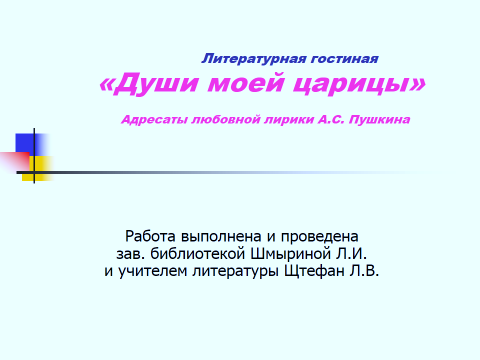 Литературная гостиная
«Души моей царицы»
Адресаты любовной лирики А.С. Пушкина
Работа выполнена и проведена
зав. библиотекой Шмыриной Л.И.
и учителем литературы Щтефан Л.В.